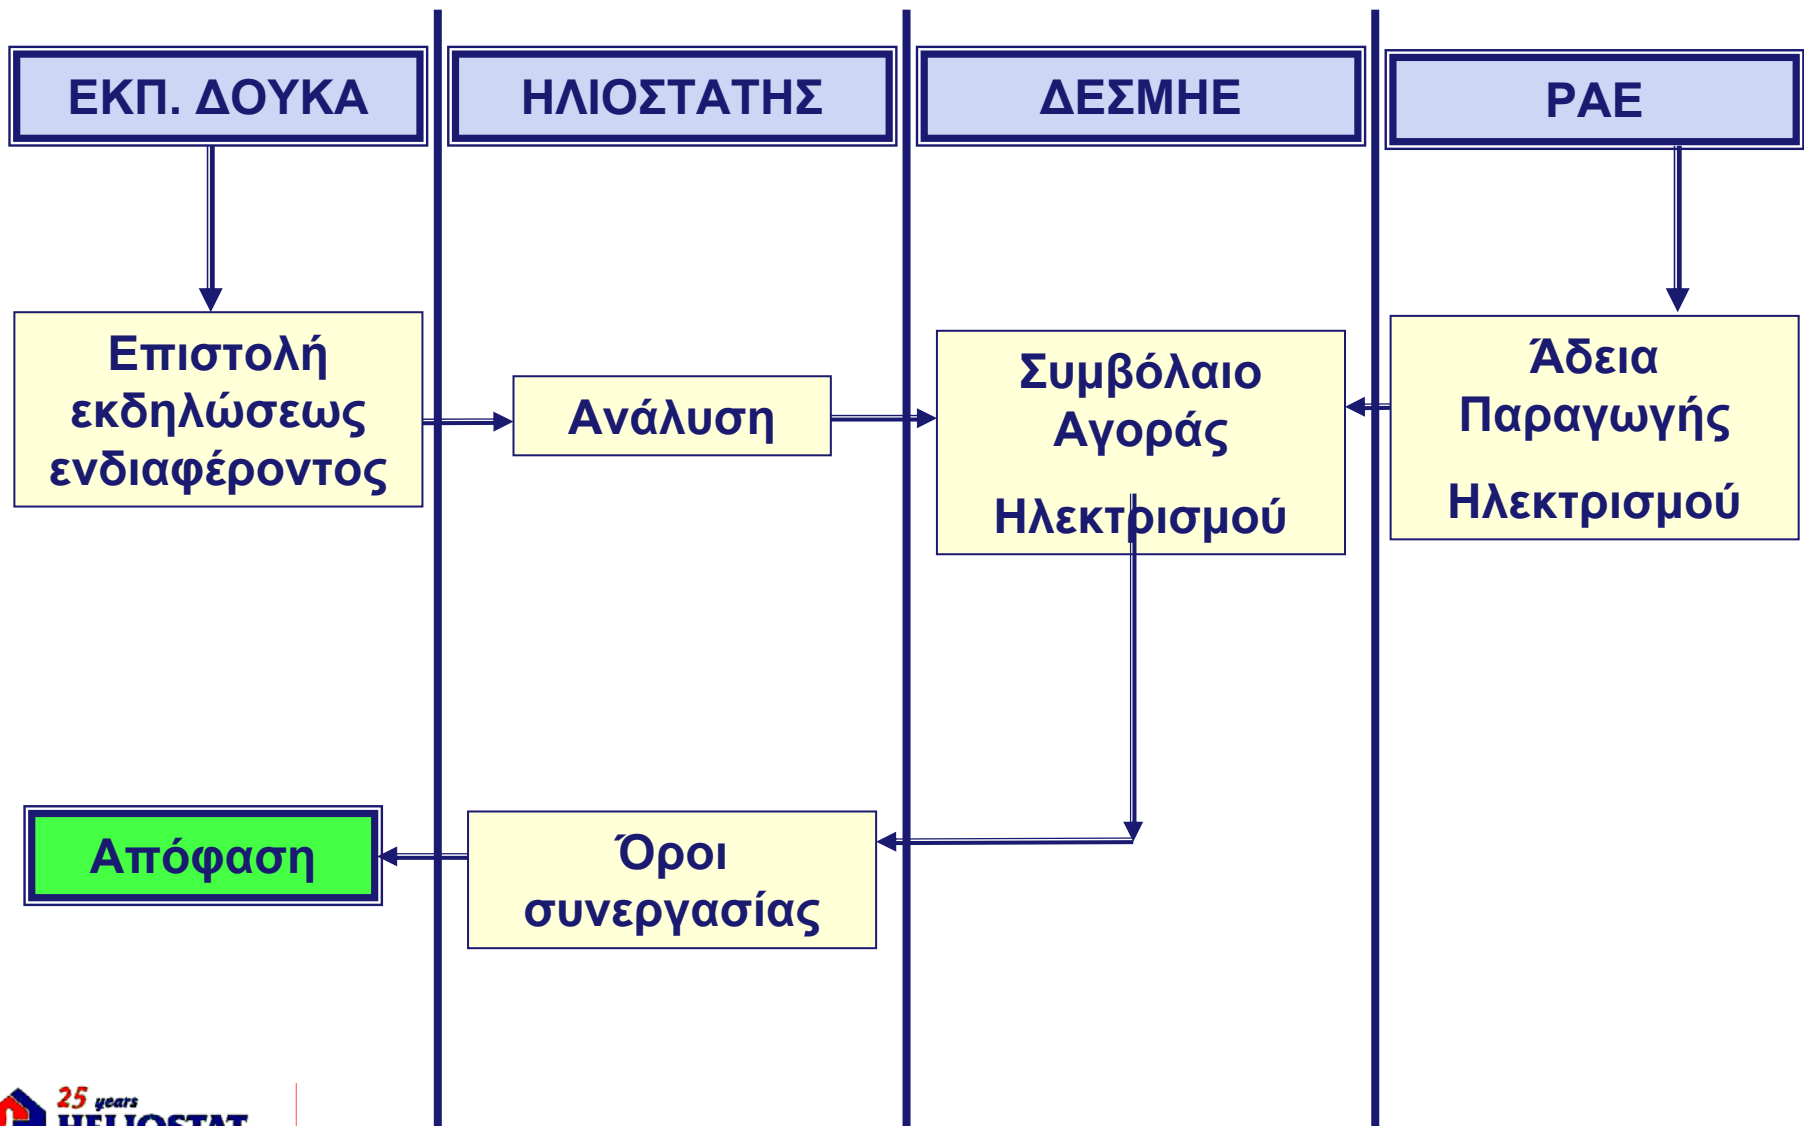 ΕΚΠ. ΔΟΥΚΑ
ΗΛΙΟΣΤΑΤΗΣ
ΔΕΣΜΗΕ
ΡΑΕ
Επιστολή
εκδηλώσεως
ενδιαφέροντος
Ανάλυση
Συμβόλαιο
Αγοράς
Ηλεκτρισμού
Άδεια
Παραγωγής
Ηλεκτρισμού
Απόφαση
Όροι
συνεργασίας
25 years
HELIOSTAT